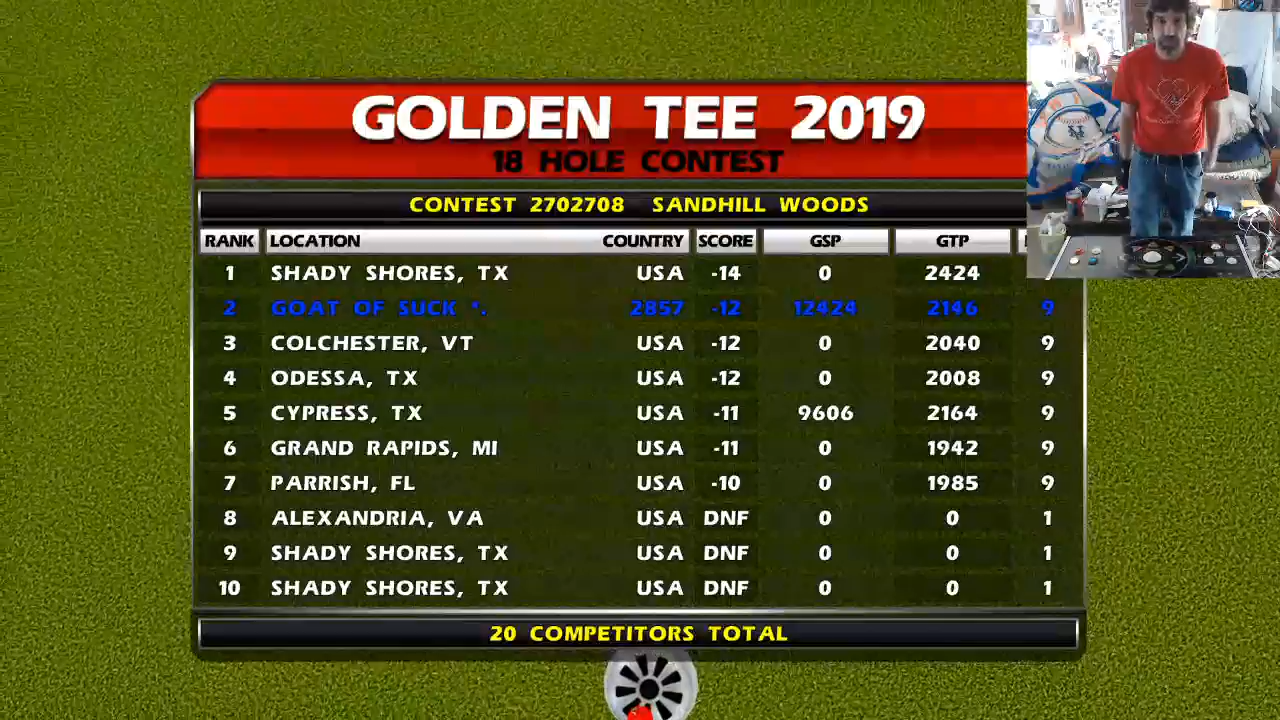 GOLDEN TEE 2019
18 HOLE CONTEST
CONTEST 2702708 SANDHILL WOODS
RANK LOCATION COUNTRY SCORE GSP GTP
1 SHADY SHORES, TX USA -14 0 2424
2 GOAT OF SUCK *. 2857 -12 12424 2146 9
3 COLCHESTER, VT USA -12 0 2040 9
4 ODESSA, TX USA -12 0 2008 9
5 CYPRESS, TX USA -11 9606 2164 9
6 GRAND RAPIDS, MI USA -11 0 1942 9
7 PARRISH, FL USA -10 0 1985 9
8 ALEXANDRIA, VA USA DNF 0 0 1
9 SHADY SHORES, TX USA DNF 0 0 1
10 SHADY SHORES, TX USA DNF 0 0 1
20 COMPETITORS TOTAL